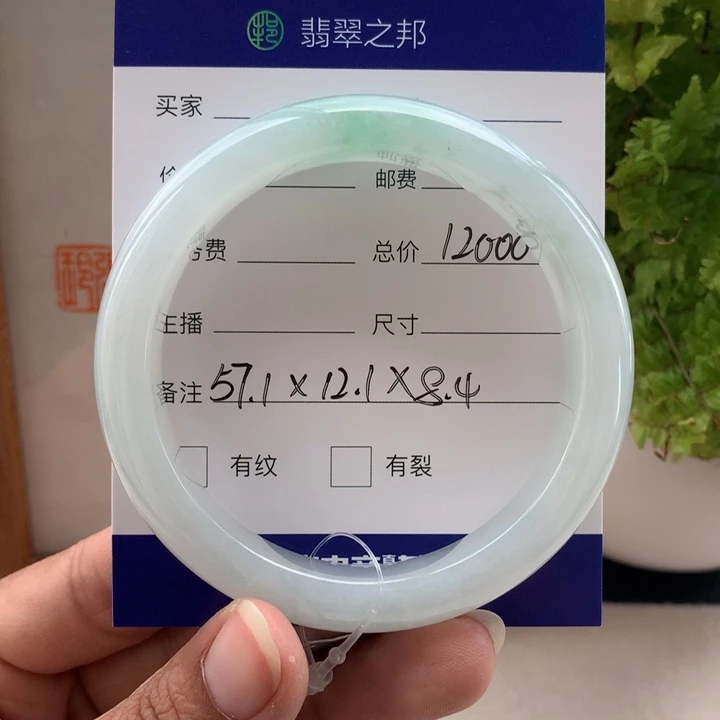 翡翠之邦
买家
邮费
费
总价 12000
主播
尺寸
备注 57.1 x 12.1 x 8.4
有纹
有裂